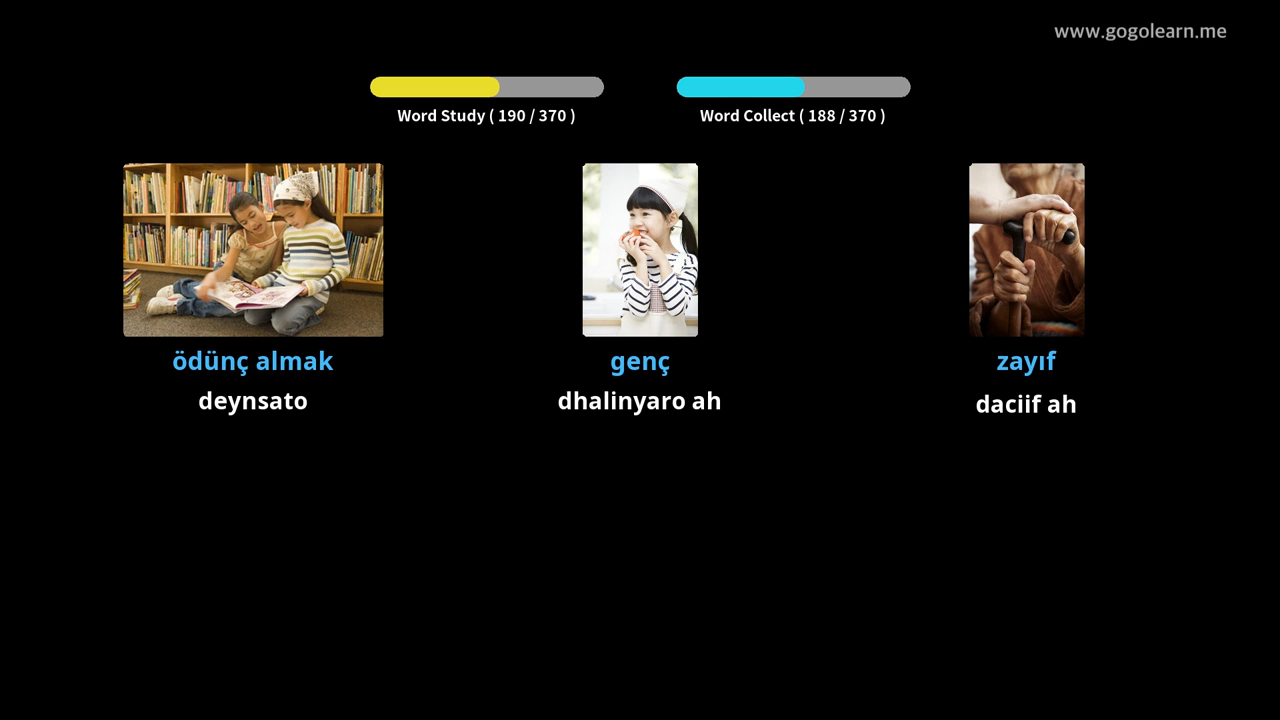 www.gogolearn.me
Word Study ( 190 / 370 )
Word Collect ( 188 / 370 )
ödünç almak
deynsato
genç
dhalinyaro ah
zayıf
daciif ah